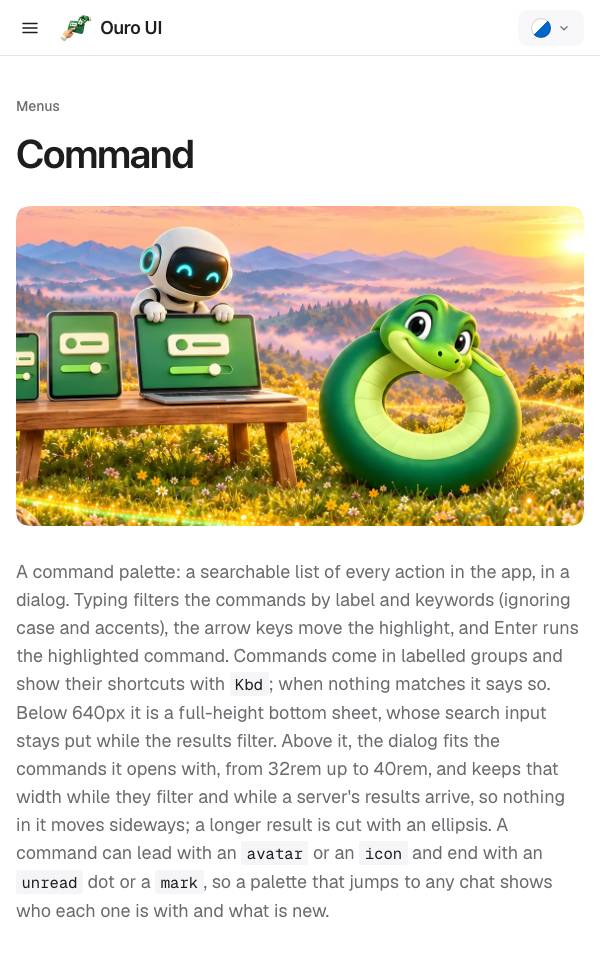 Ouro UI
Menus
Command
A command palette: a searchable list of every action in the app, in a
dialog. Typing filters the commands by label and keywords (ignoring
case and accents), the arrow keys move the highlight, and Enter runs
the highlighted command. Commands come in labelled groups and
show their shortcuts with Kbd; when nothing matches it says so.
Below 640px it is a full-height bottom sheet, whose search input
stays put while the results filter. Above it, the dialog fits the
commands it opens with, from 32rem up to 40rem, and keeps that
width while they filter and while a server's results arrive, so nothing
in it moves sideways; a longer result is cut with an ellipsis. A
command can lead with an avatar or an icon and end with an
unread dot or a mark, so a palette that jumps to any chat shows
who each one is with and what is new.